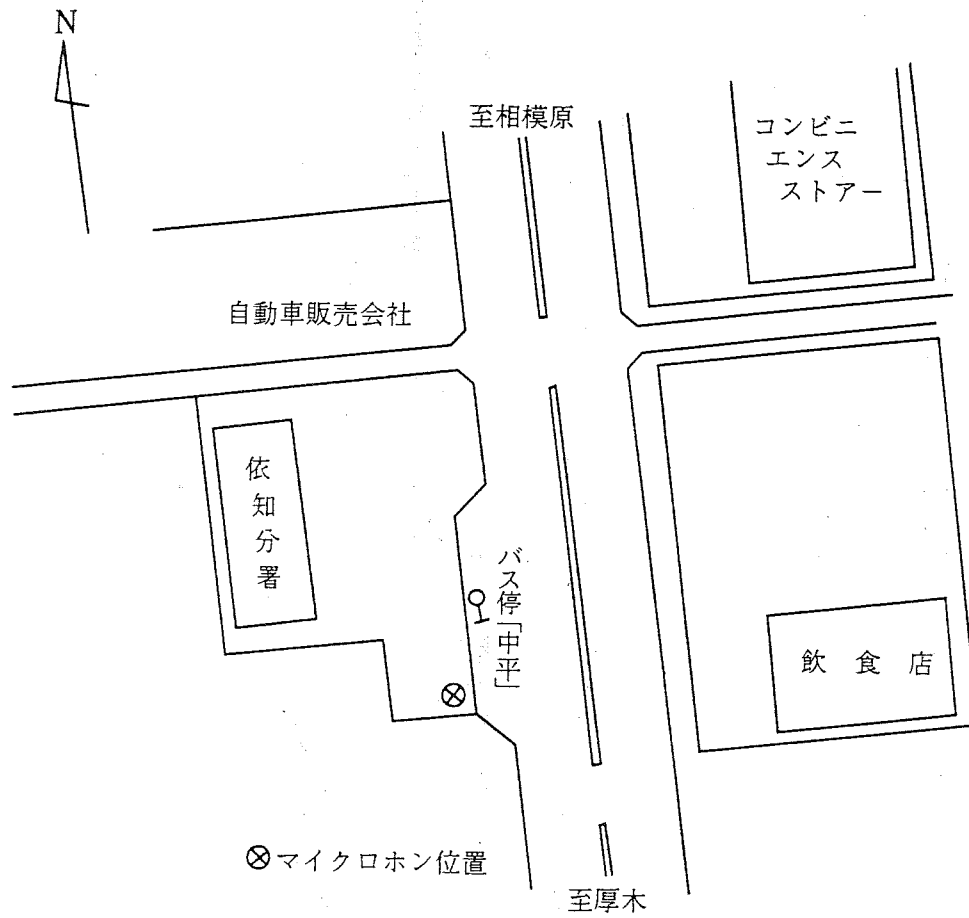 N
至相模原
コンビニ
エンス
ストアー
自動車販売会社
依知分署
バス停「中平」
飲食店
マイクロホン位置
至厚木